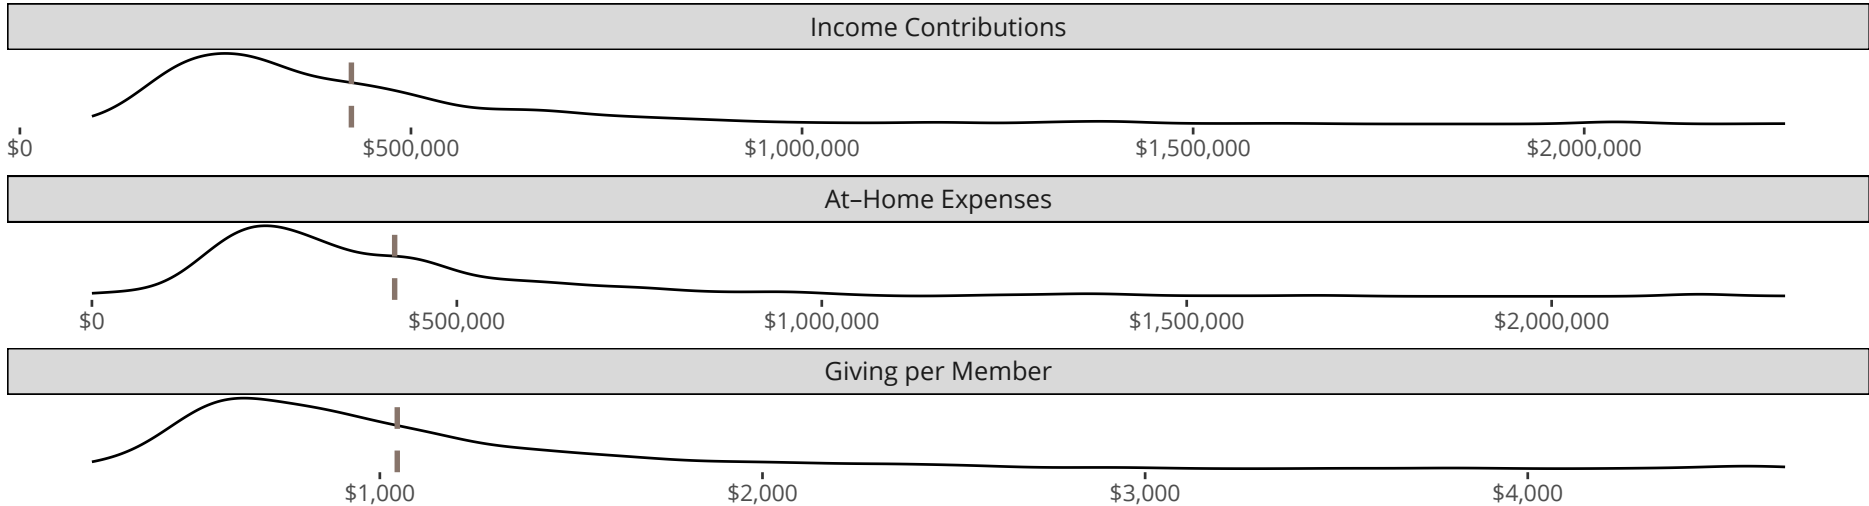 Income Contributions
$0 $500,000 $1,000,000 $1,500,000 $2,000,000
At–Home Expenses
$0 $500,000 $1,000,000 $1,500,000 $2,000,000
Giving per Member
$1,000 $2,000 $3,000 $4,000